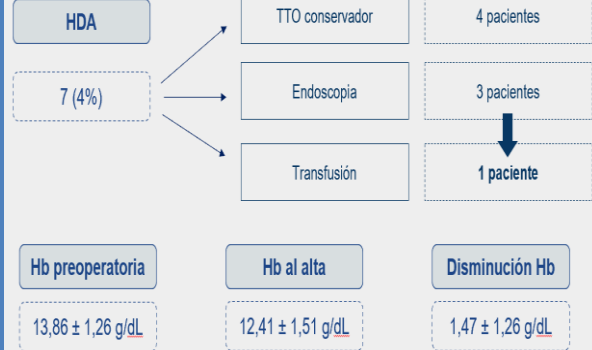 HDA
TTO conservador
4 pacientes
7 (4%)
Endoscopia
3 pacientes
Transfusión
1 paciente
Hb preoperatoria
Hb al alta
Disminución Hb
13,86 ± 1,26 g/dL
12,41 ± 1,51 g/dL
1,47 ± 1,26 g/dL